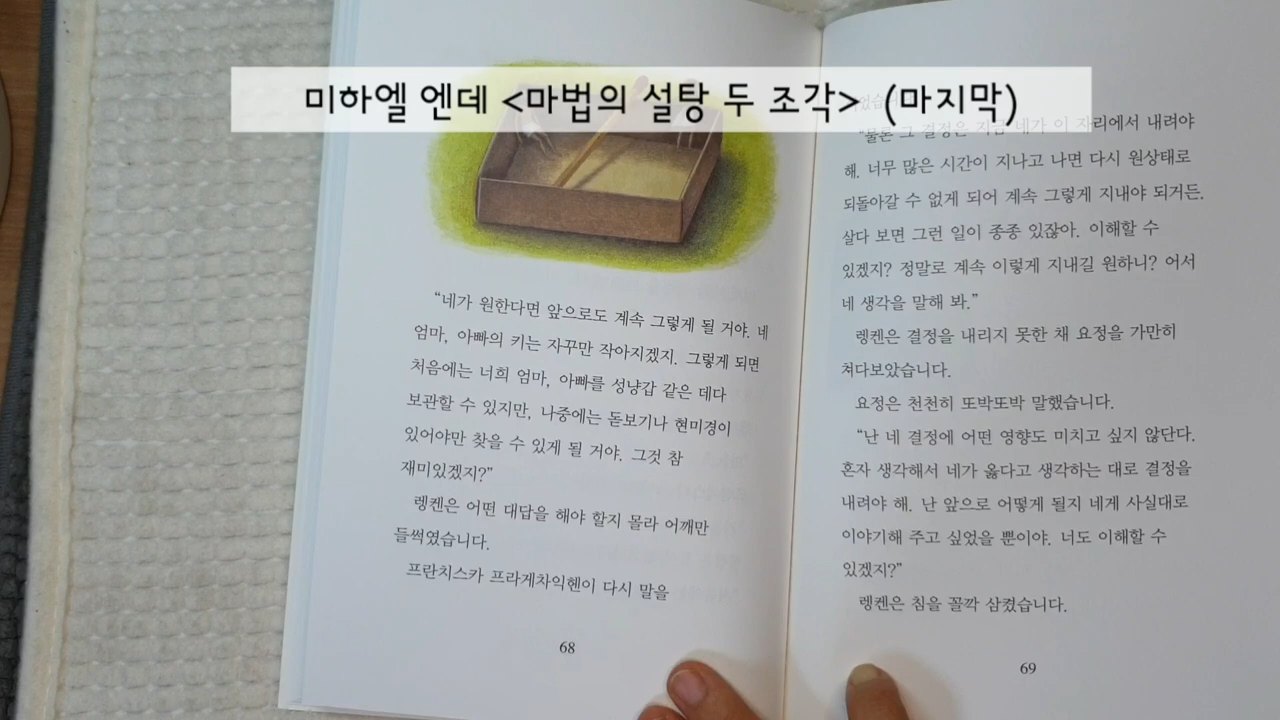 미하엘 엔데 <마법의 설탕 두 조각> (마지막)
“네가 원한다면 앞으로도 계속 그렇게 될 거야. 네
엄마, 아빠의 키는 자꾸만 작아지겠지. 그렇게 되면
처음에는 너희 엄마, 아빠를 성냥갑 같은 데다
보관할 수 있지만, 나중에는 돋보기나 현미경이
있어야만 찾을 수 있게 될 거야. 그것 참
재미있겠지?”
렝켄은 어떤 대답을 해야 할지 몰라 어깨만
들썩였습니다.
프란치스카 프라게차익헨이 다시 말을
68
“물론 그 결정은 지금 네가 이 자리에서 내려야
해. 너무 많은 시간이 지나고 나면 다시 원상태로
되돌아갈 수 없게 되어 계속 그렇게 지내야 되거든.
살다 보면 그런 일이 종종 있잖아. 이해할 수
있겠지? 정말로 계속 이렇게 지내길 원하니? 어서
네 생각을 말해 봐.”
렝켄은 결정을 내리지 못한 채 요정을 가만히
쳐다보았습니다.
요정은 천천히 또박또박 말했습니다.
“난 네 결정에 어떤 영향도 미치고 싶지 않단다.
혼자 생각해서 네가 옳다고 생각하는 대로 결정을
내려야 해. 난 앞으로 어떻게 될지 네게 사실대로
이야기해 주고 싶었을 뿐이야. 너도 이해할 수
있겠지?”
렝켄은 침을 꼴깍 삼켰습니다.
69